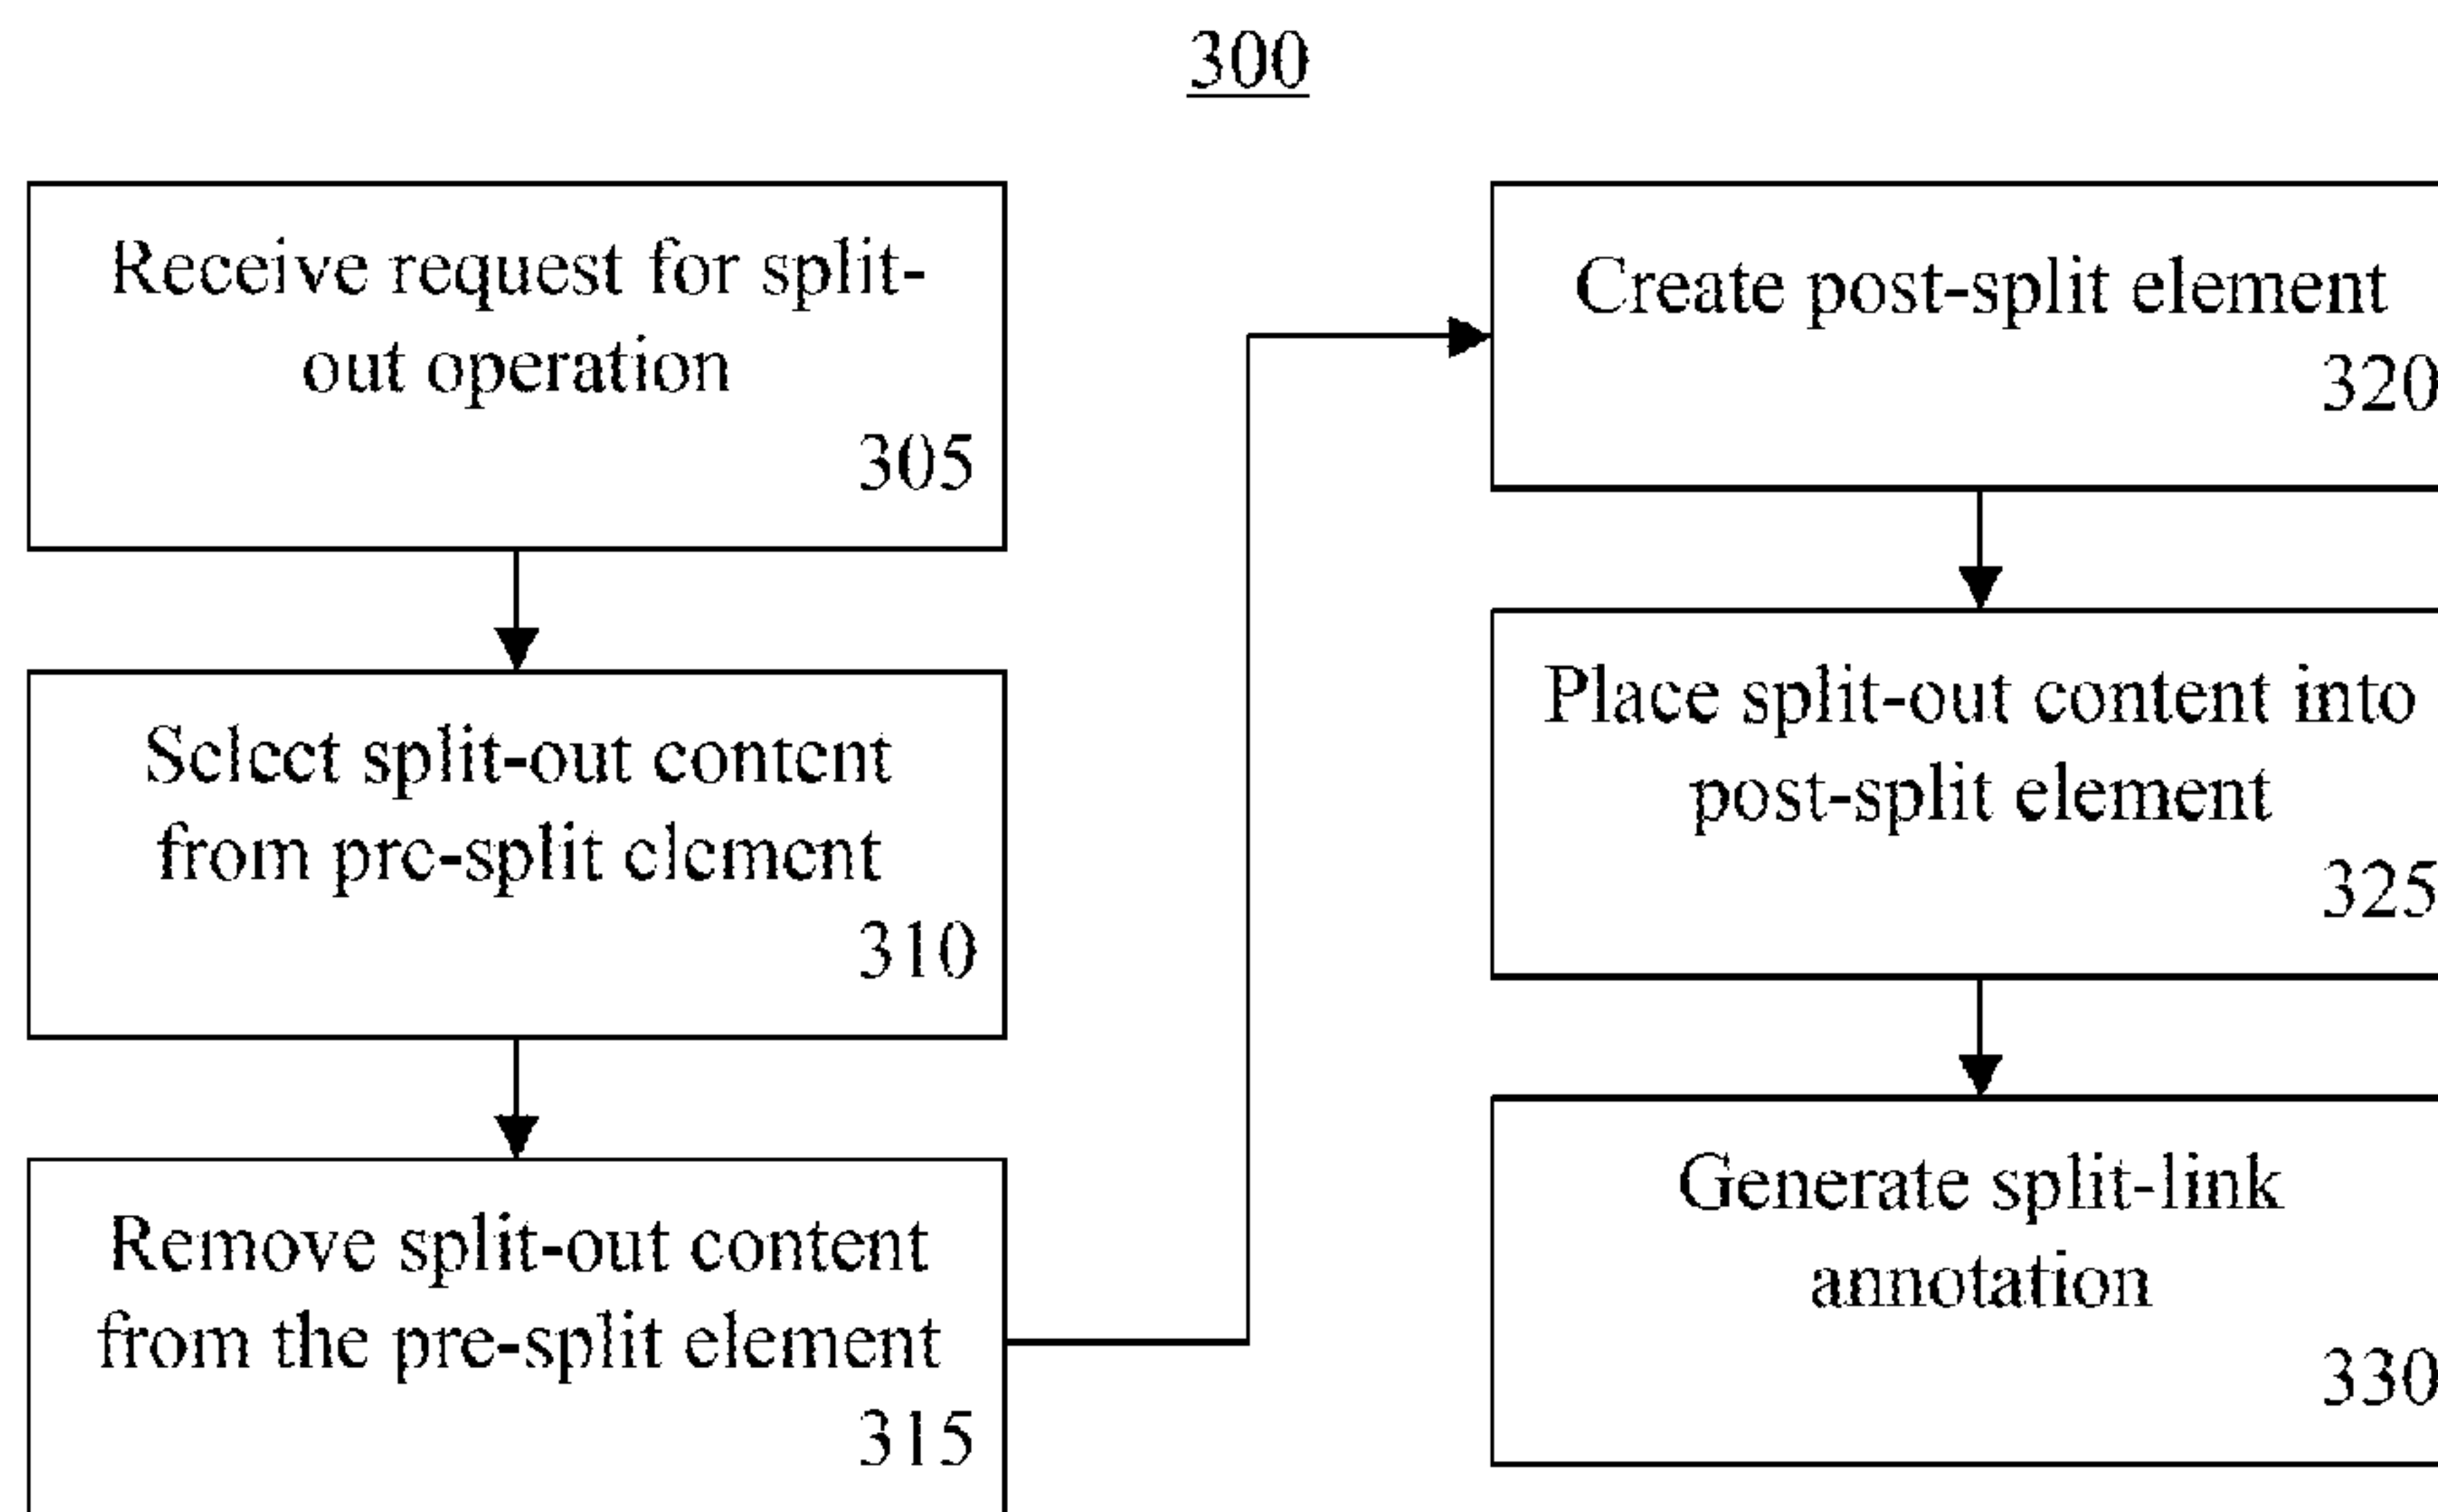 300
Receive request for split-
out operation
305
Select split-out content
from pre-split element
310
Remove split-out content
from the pre-split element
315
Create post-split element
320
Place split-out content into
post-split element
325
Generate split-link
annotation
330